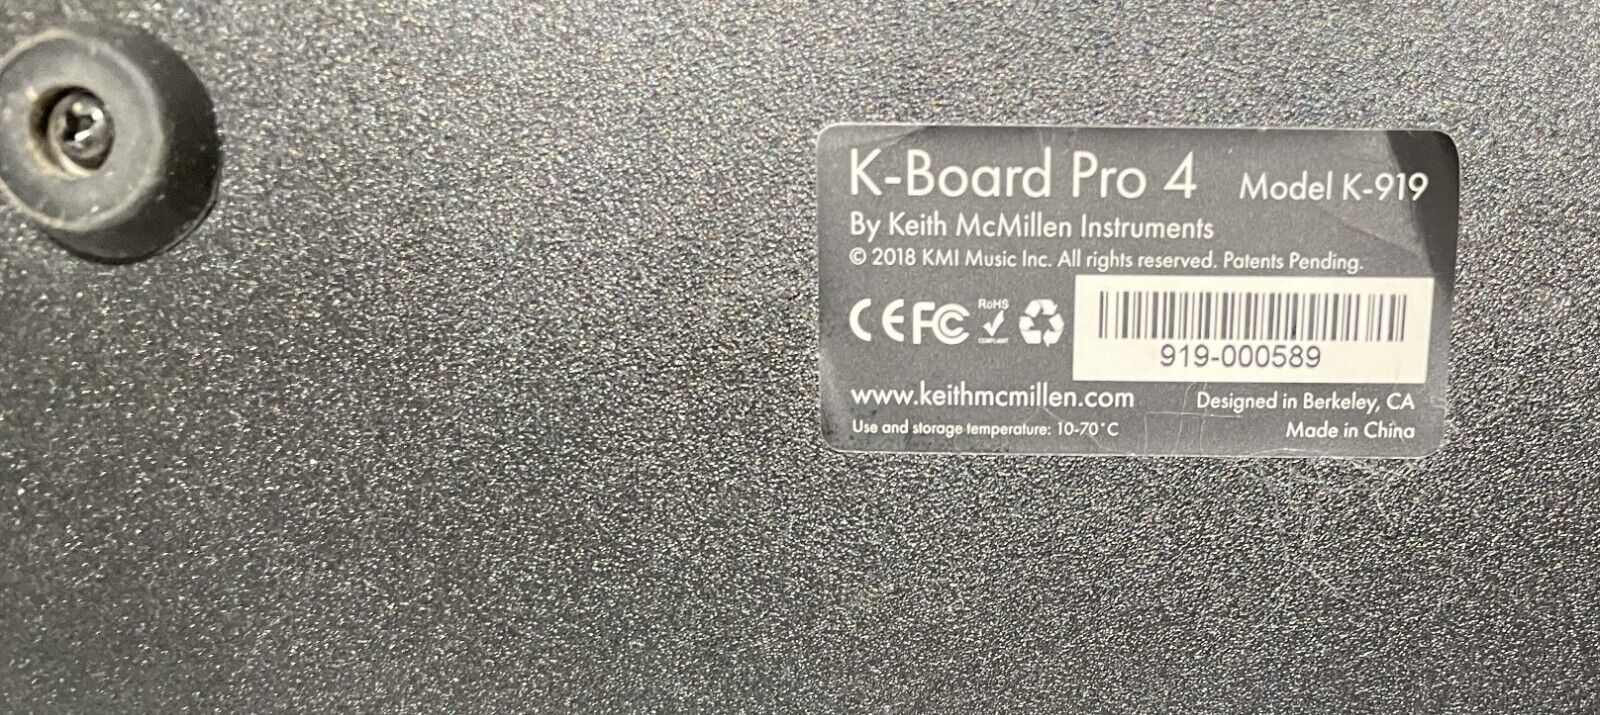 K-Board Pro 4 Model K-919
By Keith McMillen Instruments
© 2018 KMI Music Inc. All rights reserved. Patents Pending.
CE FC RoHS
COMPLIANT
919-000589
www.keithmcmillen.com Designed in Berkeley, CA
Use and storage temperature: 10-70°C Made in China